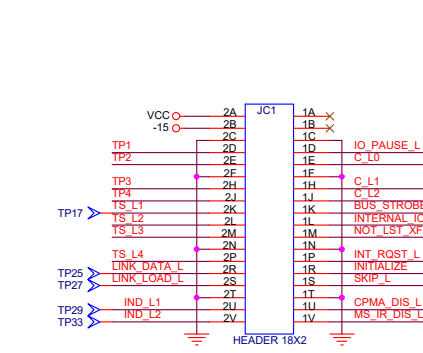 JC1
VCC 2A 1A
-15 2B 1B
2C 1C
TP1 2D 1D IO_PAUSE_L
TP2 2E 1E C_L0
2F 1F
TP3 2H 1H C_L1
TP4 2J 1J C_L2
TP17 TS_L1 2K 1K BUS_STROBE
TS_L2 2L 1L INTERNAL_IO
TS_L3 2M 1M NOT_LST_XF
2N 1N
TS_L4 2P 1P INT_RQST_L
TP25 LINK_DATA_L 2R 1R INITIALIZE
TP27 LINK_LOAD_L 2S 1S SKIP_L
2T 1T
TP29 IND_L1 2U 1U CPMA_DIS_L
TP33 IND_L2 2V 1V MS_IR_DIS_L
HEADER 18X2